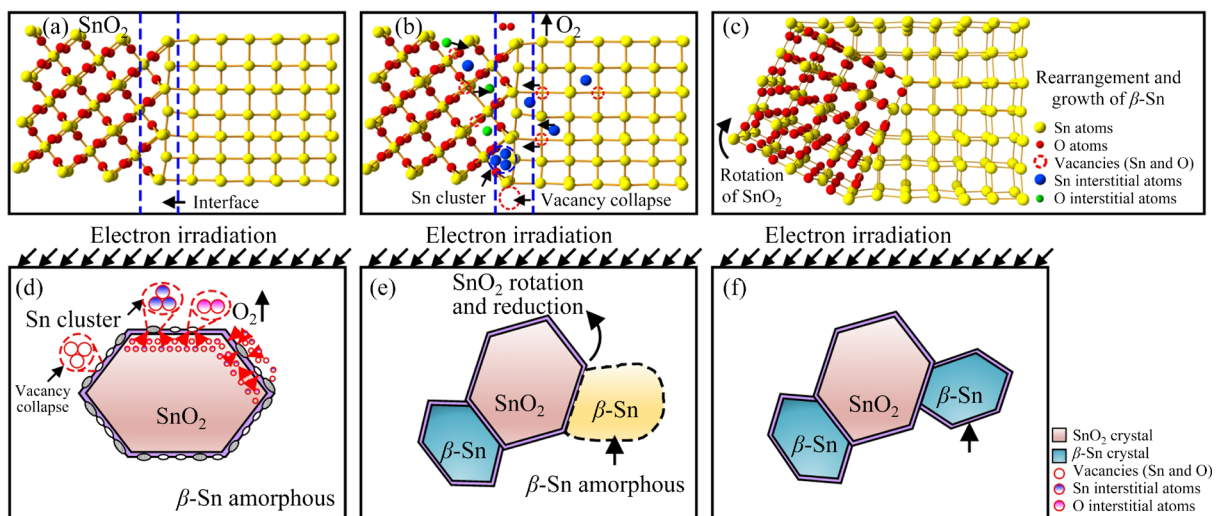 (a)
SnO2
Interface
(b)
O2
Sn cluster
Vacancy collapse
(c)
Rotation
of SnO2
Rearrangement and
growth of β-Sn
Sn atoms
O atoms
Vacancies (Sn and O)
Sn interstitial atoms
O interstitial atoms
Electron irradiation
Electron irradiation
Electron irradiation
(d)
Sn cluster
O2
Vacancy
collapse
SnO2
β-Sn amorphous
(e)
SnO2 rotation
and reduction
SnO2
β-Sn
β-Sn
β-Sn amorphous
(f)
SnO2
β-Sn
β-Sn
SnO2 crystal
β-Sn crystal
Vacancies (Sn and O)
Sn interstitial atoms
O interstitial atoms